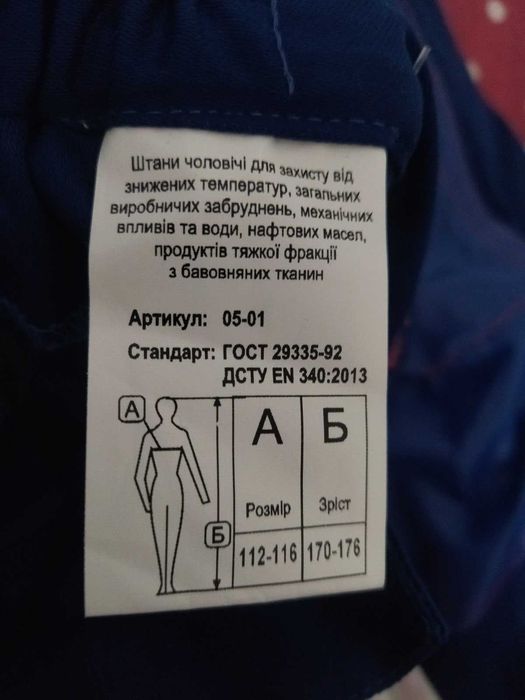 Штани чоловічі для захисту від
знижених температур, загальних
виробничих забруднень, механічних
впливів та води, нафтових масел,
продуктів тяжкої фракції
з бавовняних тканин
Артикул: 05-01
Стандарт: ГОСТ 29335-92
ДСТУ EN 340:2013
А
Б
А Б
Розмір Зріст
112-116 170-176